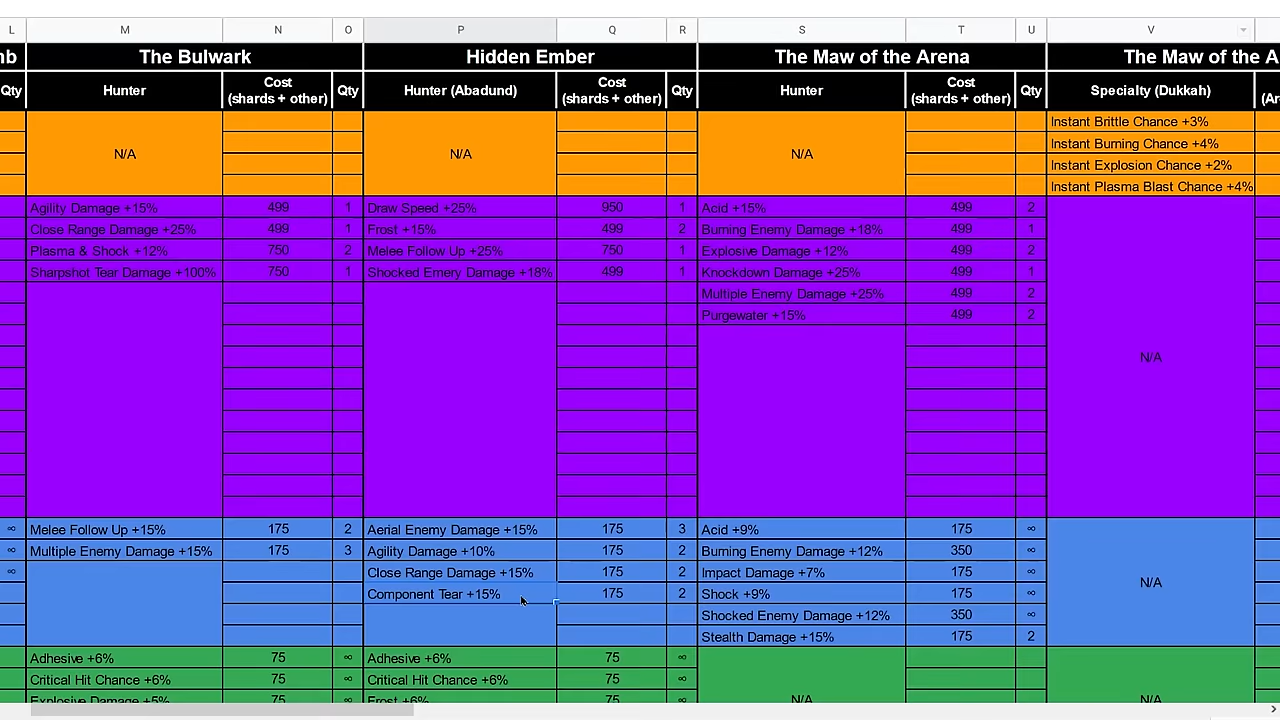 L M N O P Q R S T U V
mb The Bulwark Hidden Ember The Maw of the Arena The Maw of the A
Qty Hunter Cost (shards + other) Qty Hunter (Abadund) Cost (shards + other) Qty Hunter Cost (shards + other) Qty Specialty (Dukkah) (Ar
Instant Brittle Chance +3%
Instant Burning Chance +4%
N/A N/A N/A
Instant Explosion Chance +2%
Instant Plasma Blast Chance +4%
Agility Damage +15% 499 1 Draw Speed +25% 950 1 Acid +15% 499 2
Close Range Damage +25% 499 1 Frost +15% 499 2 Burning Enemy Damage +18% 499 1
Plasma & Shock +12% 750 2 Melee Follow Up +25% 750 1 Explosive Damage +12% 499 2
Sharpshot Tear Damage +100% 750 1 Shocked Emery Damage +18% 499 1 Knockdown Damage +25% 499 1
Multiple Enemy Damage +25% 499 2
Purgewater +15% 499 2
N/A
∞ Melee Follow Up +15% 175 2 Aerial Enemy Damage +15% 175 3 Acid +9% 175 ∞
∞ Multiple Enemy Damage +15% 175 3 Agility Damage +10% 175 2 Burning Enemy Damage +12% 350 ∞
∞ Close Range Damage +15% 175 2 Impact Damage +7% 175 ∞
N/A
Component Tear +15% 175 2 Shock +9% 175 ∞
Shocked Enemy Damage +12% 350 ∞
Stealth Damage +15% 175 2
Adhesive +6% 75 ∞ Adhesive +6% 75 ∞
Critical Hit Chance +6% 75 ∞ Critical Hit Chance +6% 75 ∞
Explosive Damage +5% 75 ∞ Frost +6% 75 ∞ N/A N/A